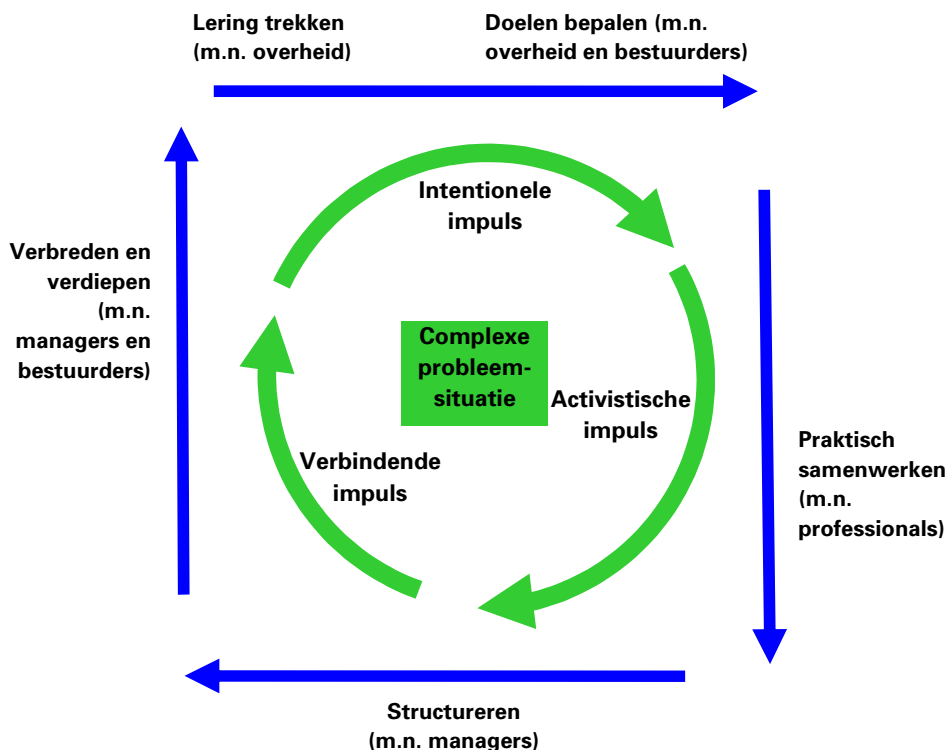 Lering trekken
(m.n. overheid)
Doelen bepalen (m.n.
overheid en bestuurders)
Intentionele
impuls
Verbreden en
verdiepen
(m.n.
managers en
bestuurders)
Complexe
probleem-
situatie
Activistische
impuls
Verbindende
impuls
Praktisch
samenwerken
(m.n.
professionals)
Structureren
(m.n. managers)